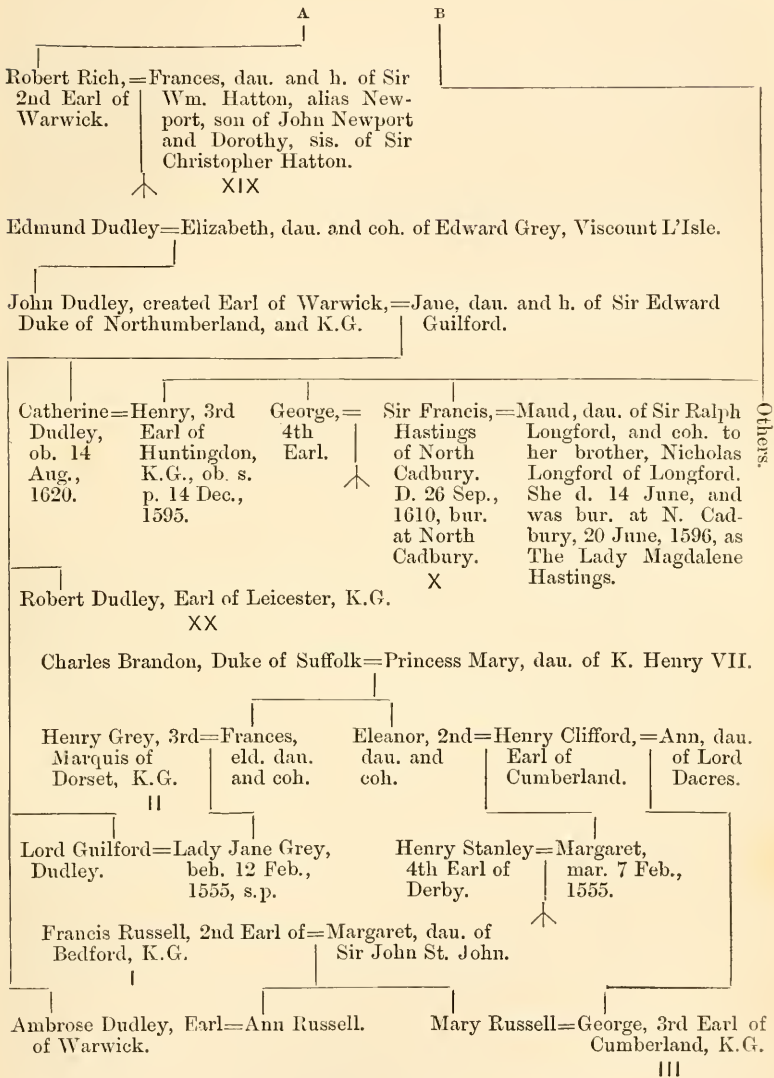 A
B
Robert Rich,=Frances, dau. and h. of Sir
2nd Earl of Wm. Hatton, alias New-
Warwick. port, son of John Newport
and Dorothy, sis. of Sir
Christopher Hatton.
XIX
Edmund Dudley=Elizabeth, dau. and coh. of Edward Grey, Viscount L'Isle.
John Dudley, created Earl of Warwick,=Jane, dau. and h. of Sir Edward
Duke of Northumberland, and K.G. Guilford.
Catherine=Henry, 3rd
Dudley, Earl of
ob. 14 Huntingdon,
Aug., K.G., ob. s.
1620. p. 14 Dec.,
1595.
George,=
4th
Earl.
Sir Francis,=Maud, dau. of Sir Ralph
Hastings Longford, and coh. to
of North her brother, Nicholas
Cadbury. Longford of Longford.
D. 26 Sep., She d. 14 June, and
1610, bur. was bur. at N. Cad-
at North bury, 20 June, 1596, as
Cadbury. The Lady Magdalene
X Hastings.
Others.
Robert Dudley, Earl of Leicester, K.G.
XX
Charles Brandon, Duke of Suffolk=Princess Mary, dau. of K. Henry VII.
Henry Grey, 3rd=Frances,
Marquis of eld. dau.
Dorset, K.G. and coh.
II
Eleanor, 2nd=Henry Clifford,=Ann, dau.
dau. and Earl of of Lord
coh. Cumberland. Dacres.
Lord Guilford=Lady Jane Grey,
Dudley. beh. 12 Feb.,
1555, s.p.
Henry Stanley=Margaret,
4th Earl of mar. 7 Feb.,
Derby. 1555.
Francis Russell, 2nd Earl of=Margaret, dau. of
Bedford, K.G. Sir John St. John.
I
Ambrose Dudley, Earl=Ann Russell.
of Warwick.
Mary Russell=George, 3rd Earl of
Cumberland, K.G.
III